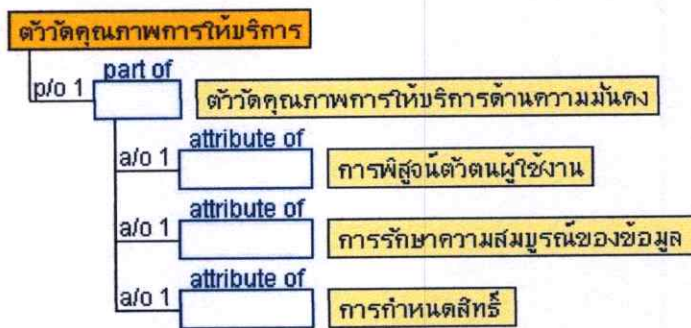 ตัววัดคุณภาพการให้บริการ
part of
p/o 1
ตัววัดคุณภาพการให้บริการด้านความมั่นคง
attribute of
a/o 1
การพิสูจน์ตัวตนผู้ใช้งาน
attribute of
a/o 1
การรักษาความสมบูรณ์ของข้อมูล
attribute of
a/o 1
การกำหนดสิทธิ์